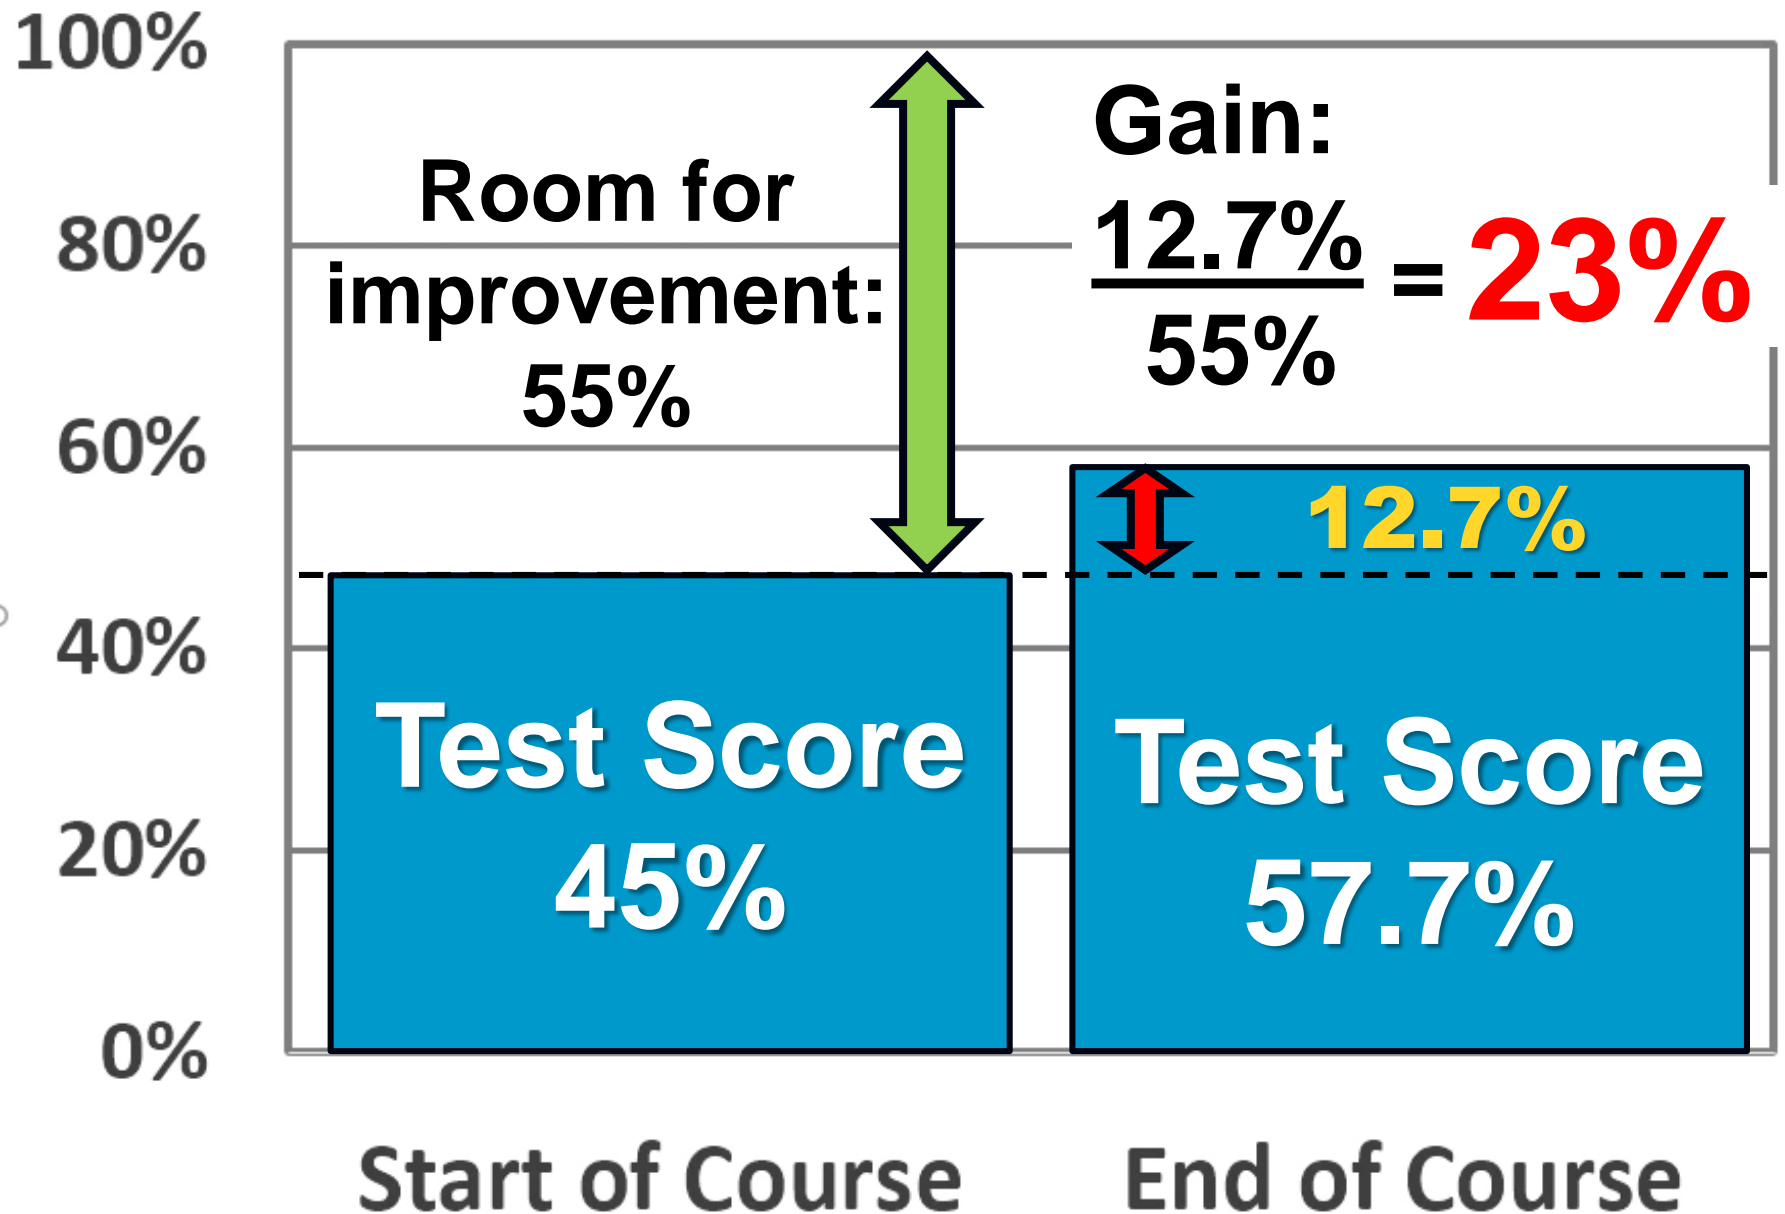 100%
80%
60%
40%
20%
0%
Room for
improvement:
55%
Gain:
12.7%
55%
= 23%
12.7%
Test Score
45%
Test Score
57.7%
Start of Course
End of Course